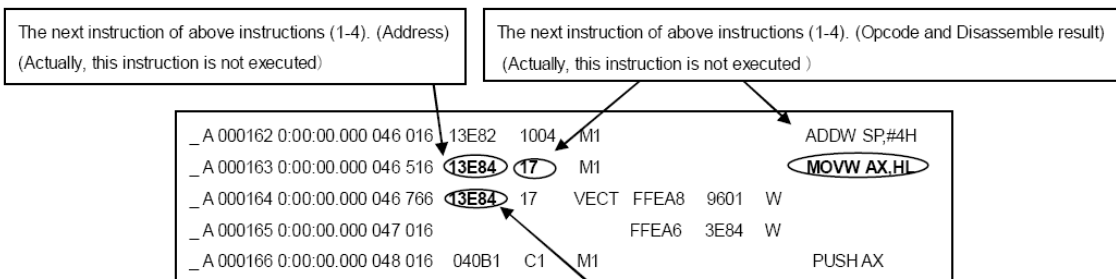 The next instruction of above instructions (1-4). (Address)
(Actually, this instruction is not executed)
The next instruction of above instructions (1-4). (Opcode and Disassemble result)
(Actually, this instruction is not executed )
_ A 000162 0:00:00.000 046 016 13E82 1004 M1 ADDW SP,#4H
_ A 000163 0:00:00.000 046 516 13E84 17 M1 MOVW AX,HL
_ A 000164 0:00:00.000 046 766 13E84 17 VECT FFEA8 9601 W
_ A 000165 0:00:00.000 047 016 FFEA6 3E84 W
_ A 000166 0:00:00.000 048 016 040B1 C1 M1 PUSH AX